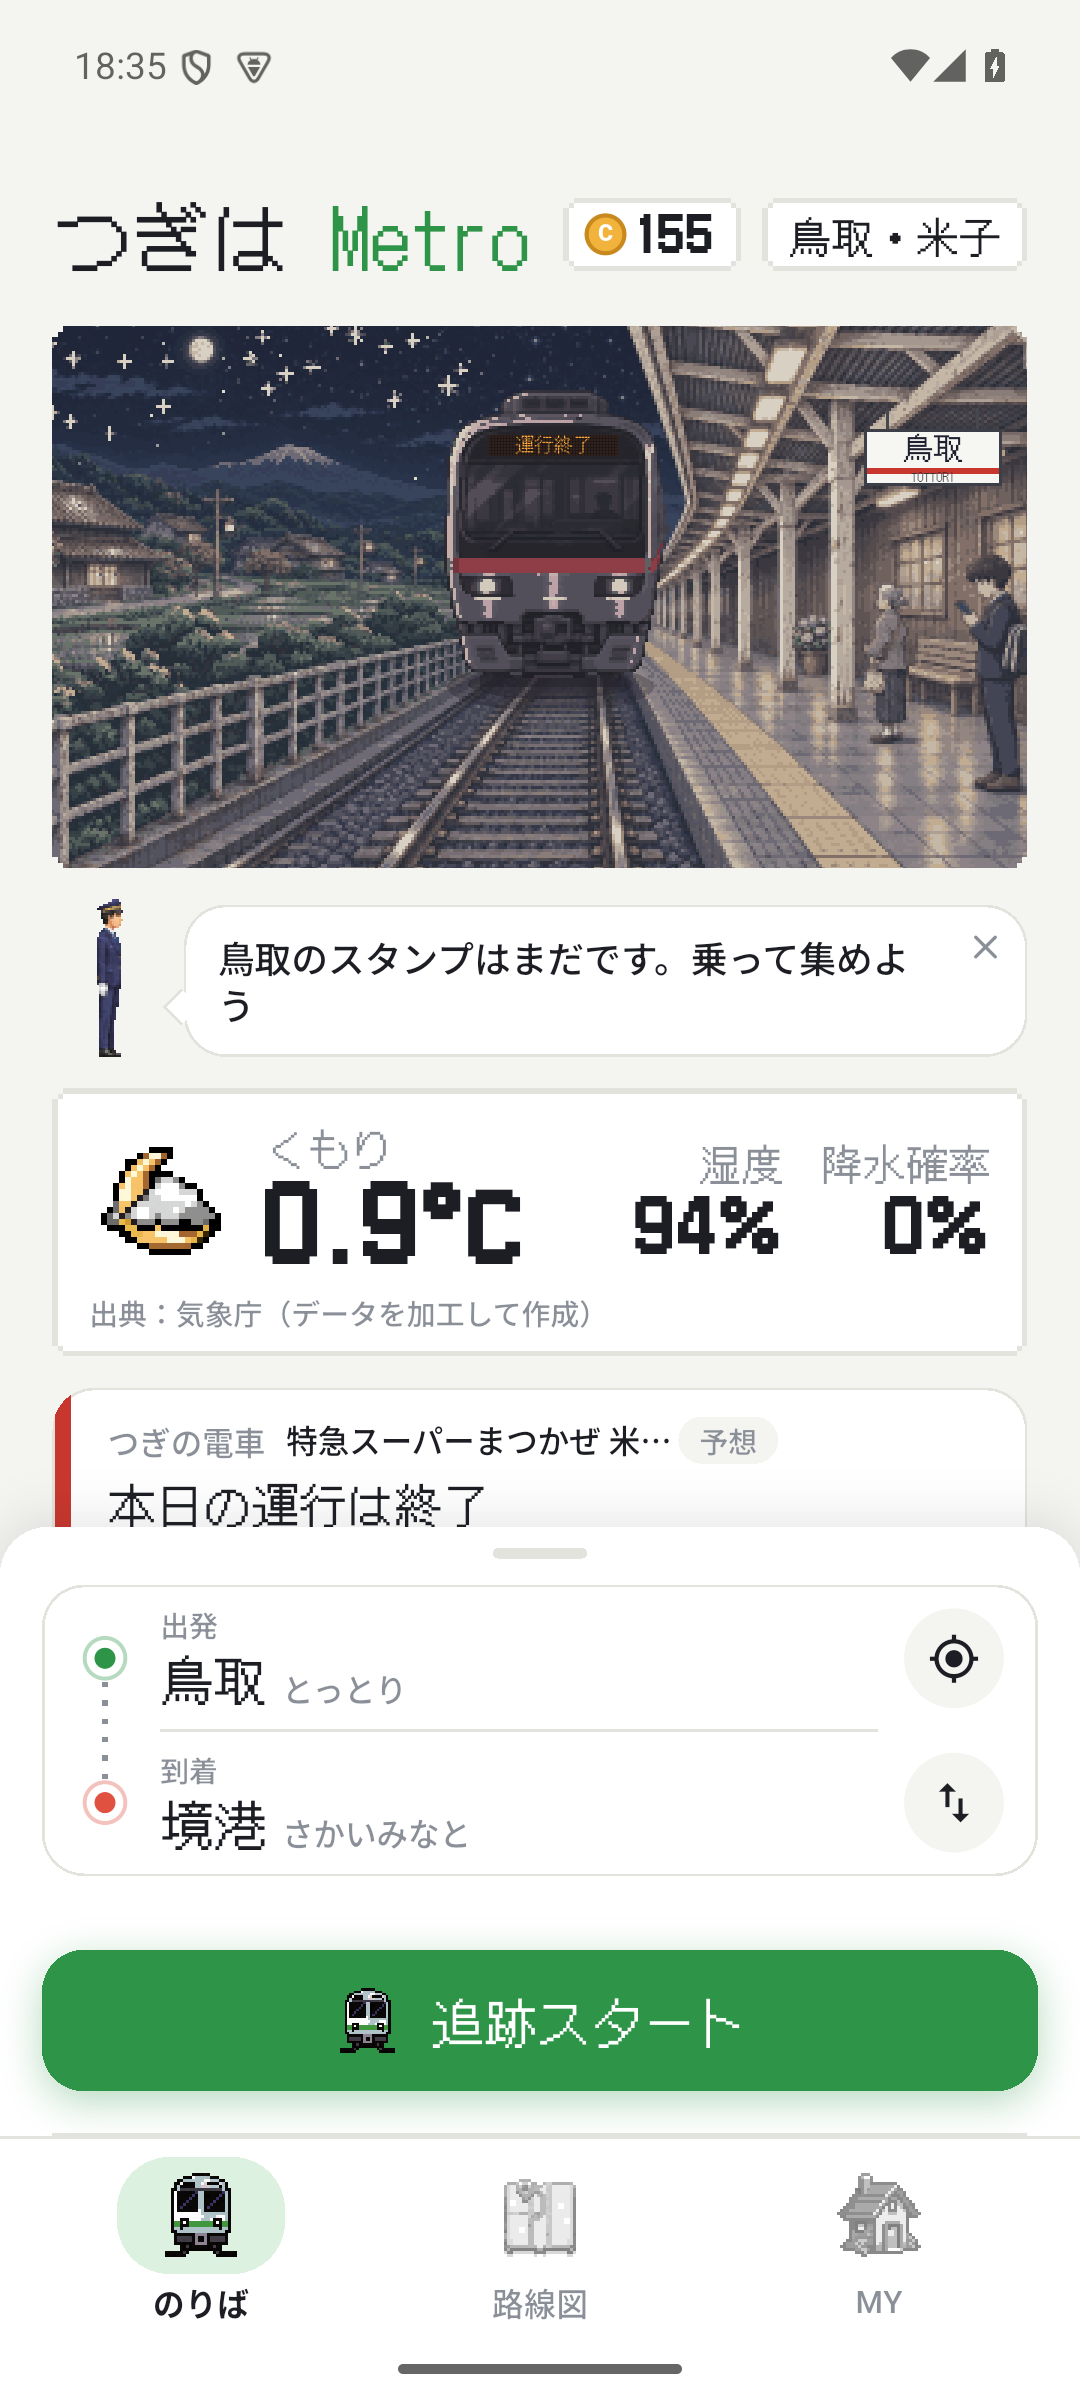 18:35
つぎは Metro
C 155
鳥取・米子
運行終了
鳥取
TOTTORI
鳥取のスタンプはまだです。乗って集めよ
う
くもり
0.9°C
湿度
94%
降水確率
0%
出典：気象庁（データを加工して作成）
つぎの電車 特急スーパーまつかぜ 米… 予想
本日の運行は終了
出発
鳥取 とっとり
到着
境港 さかいみなと
追跡スタート
のりば
路線図
MY